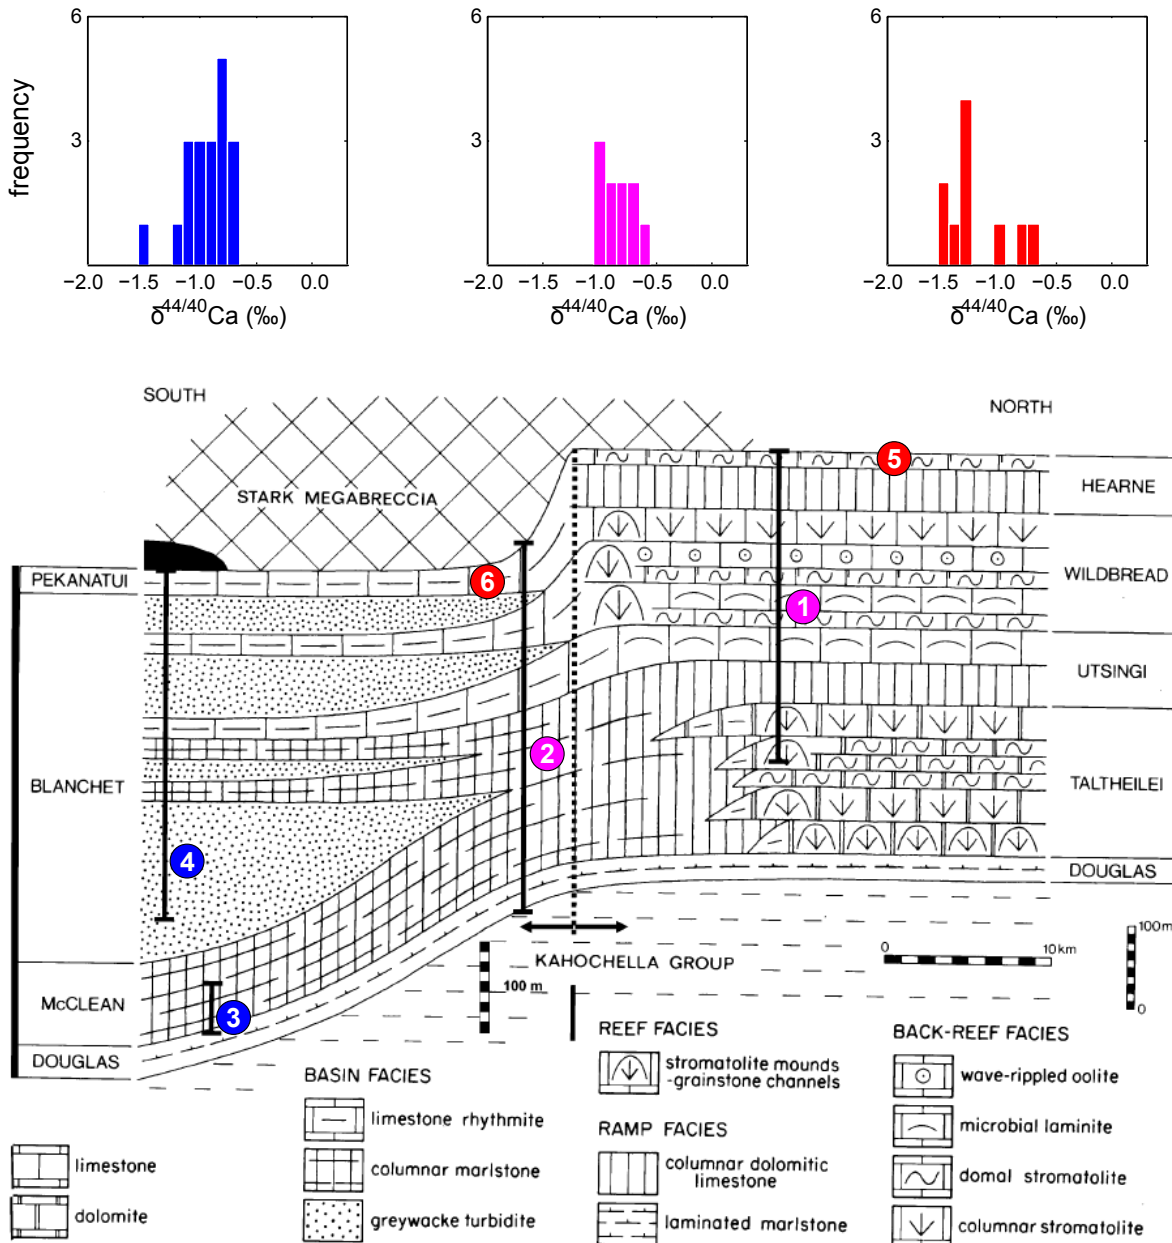 6
6
6
frequency
3
3
3
−2.0
−1.5
−1.0
−0.5
0.0
−2.0
−1.5
−1.0
−0.5
0.0
−2.0
−1.5
−1.0
−0.5
0.0
δ44/40Ca (‰)
δ44/40Ca (‰)
δ44/40Ca (‰)
SOUTH
NORTH
5
HEARNE
STARK MEGABRECCIA
PEKANATUI
6
WILDBREAD
1
UTSINGI
2
BLANCHET
TALTHEILEI
4
DOUGLAS
0
10km
100m
0
KAHOCHELLA GROUP
100 m
McCLEAN
3
DOUGLAS
REEF FACIES
stromatolite mounds
-grainstone channels
BACK-REEF FACIES
wave-rippled oolite
BASIN FACIES
limestone rhythmite
RAMP FACIES
microbial laminite
limestone
columnar marlstone
columnar dolomitic
limestone
domal stromatolite
dolomite
greywacke turbidite
laminated marlstone
columnar stromatolite